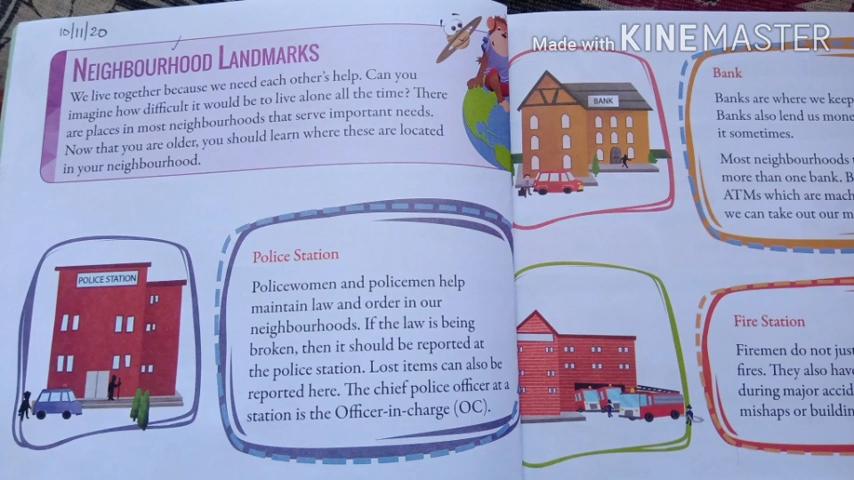 10/11/20
NEIGHBOURHOOD LANDMARKS
We live together because we need each other's help. Can you
imagine how difficult it would be to live alone all the time? There
are places in most neighbourhoods that serve important needs.
Now that you are older, you should learn where these are located
in your neighbourhood.
POLICE STATION
Police Station
Policewomen and policemen help
maintain law and order in our
neighbourhoods. If the law is being
broken, then it should be reported at
the police station. Lost items can also be
reported here. The chief police officer at a
station is the Officer-in-charge (OC).
Made with KINEMASTER
BANK
Bank
Banks are where we keep
Banks also lend us mone
it sometimes.
Most neighbourhoods
more than one bank. B
ATMs which are mach
we can take out our m
Fire Station
Firemen do not just
fires. They also have
during major accid
mishaps or buildin